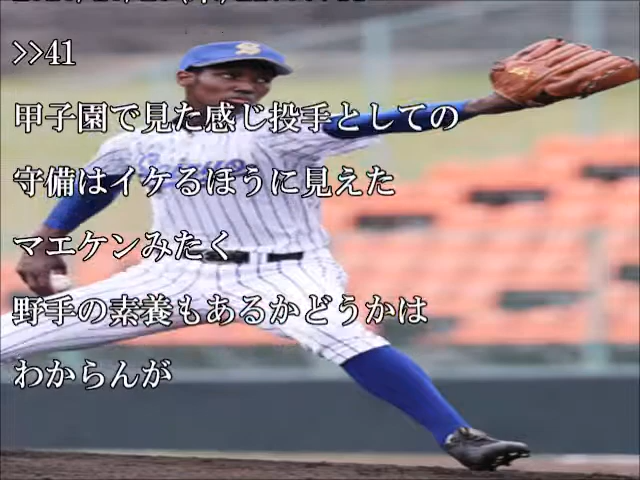 >>41
甲子園で見た感じ投手としての
守備はイケるほうに見えた
マエケンみたく
野手の素養もあるかどうかは
わからんが